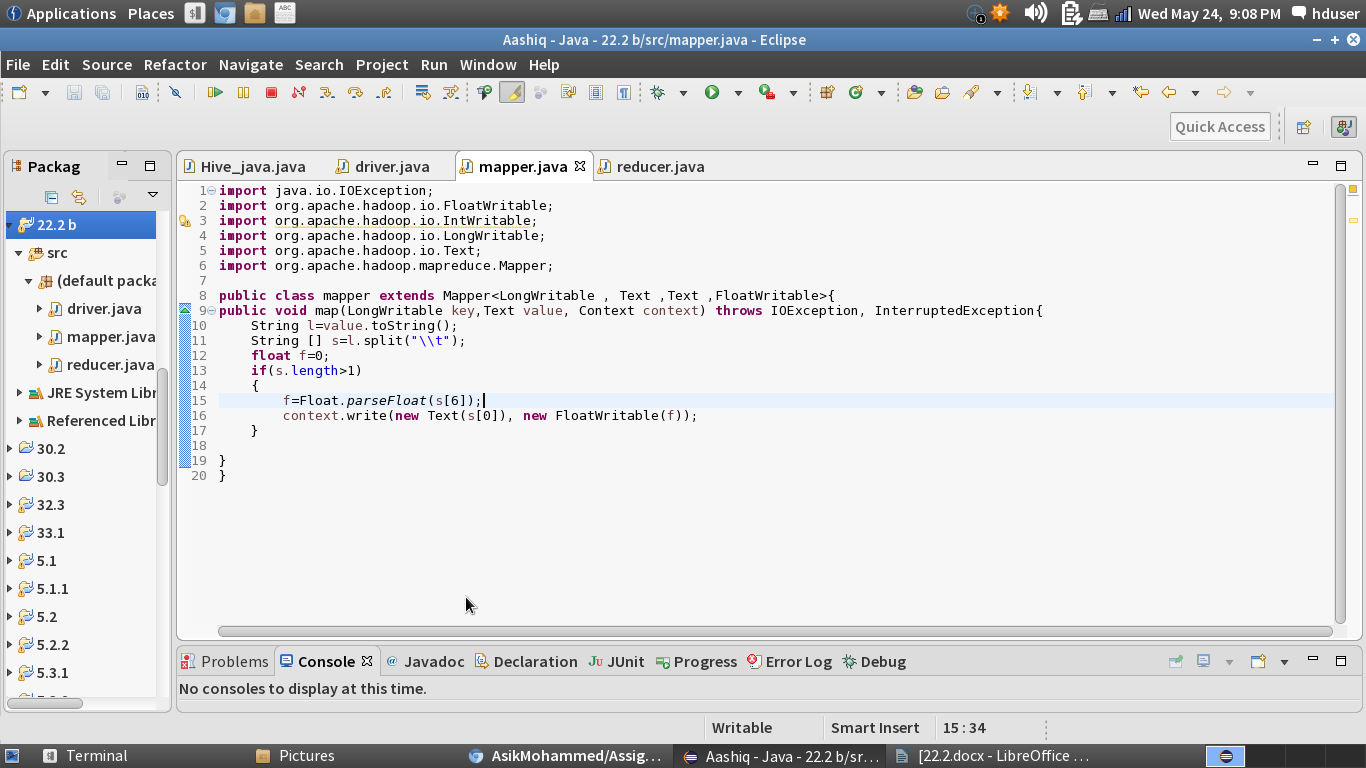 Applications Places Wed May 24, 9:08 PM hduser
Aashiq - Java - 22.2 b/src/mapper.java - Eclipse
File Edit Source Refactor Navigate Search Project Run Window Help
Quick Access
Packag
22.2 b
src
(default packa
driver.java
mapper.java
reducer.java
JRE System Libr
Referenced Libr
30.2
30.3
32.3
33.1
5.1
5.1.1
5.2
5.2.2
5.3.1
Hive_java.java driver.java mapper.java reducer.java
1 import java.io.IOException;
2 import org.apache.hadoop.io.FloatWritable;
3 import org.apache.hadoop.io.IntWritable;
4 import org.apache.hadoop.io.LongWritable;
5 import org.apache.hadoop.io.Text;
6 import org.apache.hadoop.mapreduce.Mapper;
7
8 public class mapper extends Mapper<LongWritable , Text ,Text ,FloatWritable>{
9 public void map(LongWritable key,Text value, Context context) throws IOException, InterruptedException{
10 String l=value.toString();
11 String [] s=l.split("\\t");
12 float f=0;
13 if(s.length>1)
14 {
15 f=Float.parseFloat(s[6]);
16 context.write(new Text(s[0]), new FloatWritable(f));
17 }
18
19 }
20 }
Problems Console Javadoc Declaration JUnit Progress Error Log Debug
No consoles to display at this time.
Writable Smart Insert 15 : 34
Terminal Pictures AsikMohammed/Assig... Aashiq - Java - 22.2 b/sr... [22.2.docx - LibreOffice ...